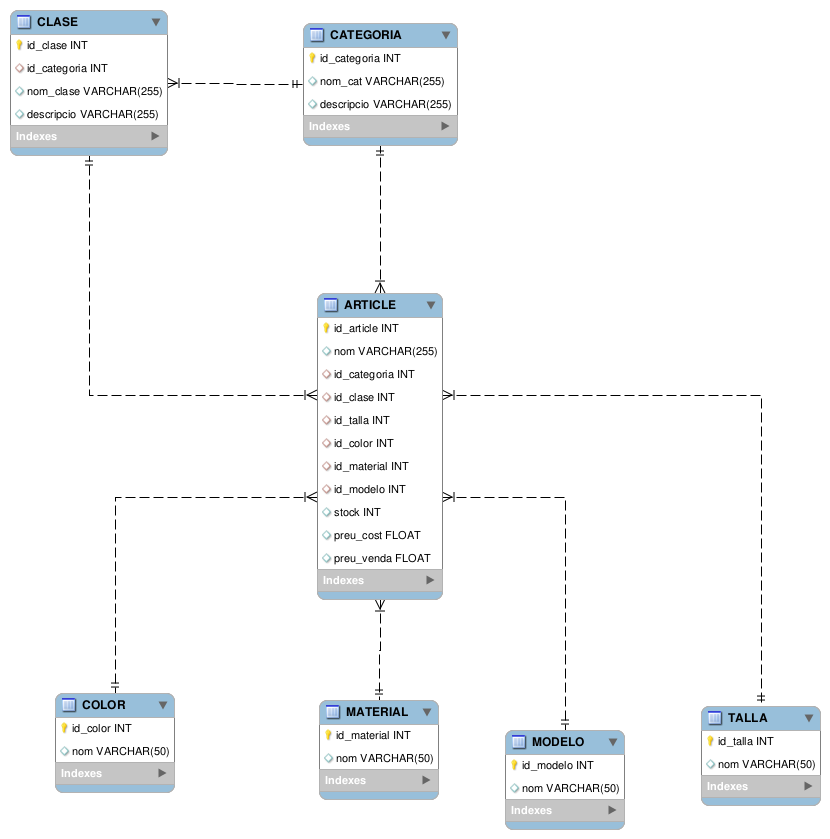 CLASE
id_clase INT
id_categoria INT
nom_clase VARCHAR(255)
descripcio VARCHAR(255)
Indexes
CATEGORIA
id_categoria INT
nom_cat VARCHAR(255)
descripcio VARCHAR(255)
Indexes
ARTICLE
id_article INT
nom VARCHAR(255)
id_categoria INT
id_clase INT
id_talla INT
id_color INT
id_material INT
id_modelo INT
stock INT
preu_cost FLOAT
preu_venda FLOAT
Indexes
COLOR
id_color INT
nom VARCHAR(50)
Indexes
MATERIAL
id_material INT
nom VARCHAR(50)
Indexes
MODELO
id_modelo INT
nom VARCHAR(50)
Indexes
TALLA
id_talla INT
nom VARCHAR(50)
Indexes